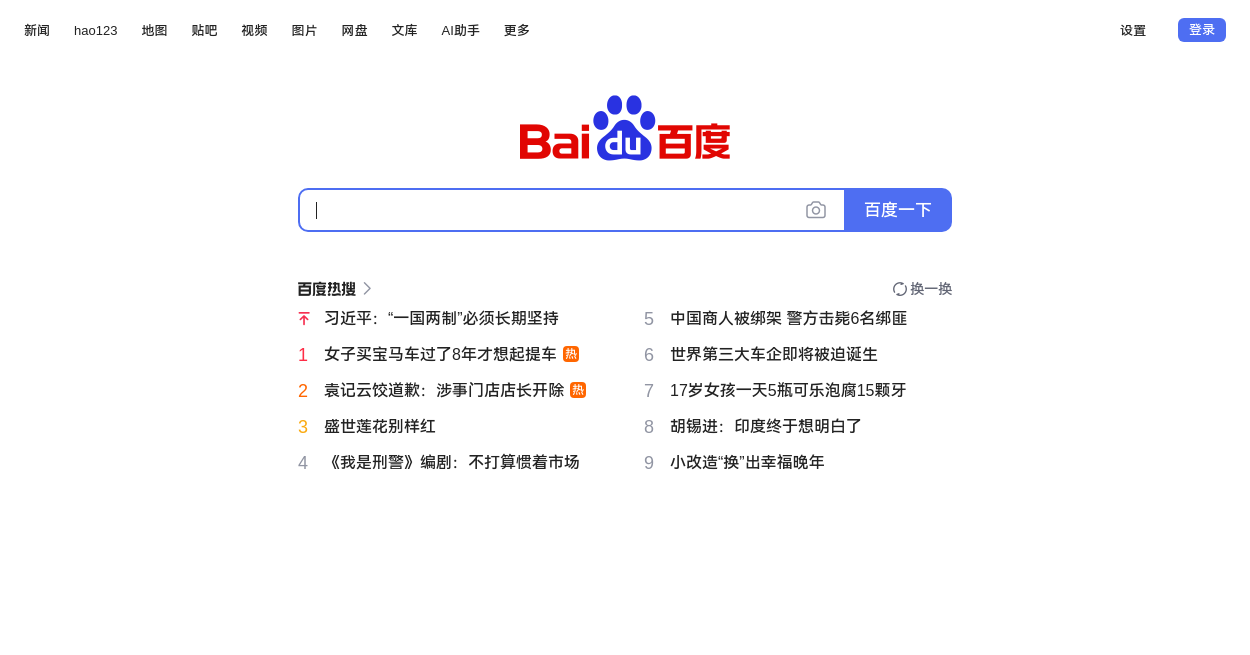 新闻 hao123 地图 贴吧 视频 图片 网盘 文库 AI助手 更多 设置 登录
Bai du 百度
百度一下
百度热搜 换一换
习近平：“一国两制”必须长期坚持
1 女子买宝马车过了8年才想起提车 热
2 袁记云饺道歉：涉事门店店长开除 热
3 盛世莲花别样红
4 《我是刑警》编剧：不打算惯着市场
5 中国商人被绑架 警方击毙6名绑匪
6 世界第三大车企即将被迫诞生
7 17岁女孩一天5瓶可乐泡腐15颗牙
8 胡锡进：印度终于想明白了
9 小改造“换”出幸福晚年